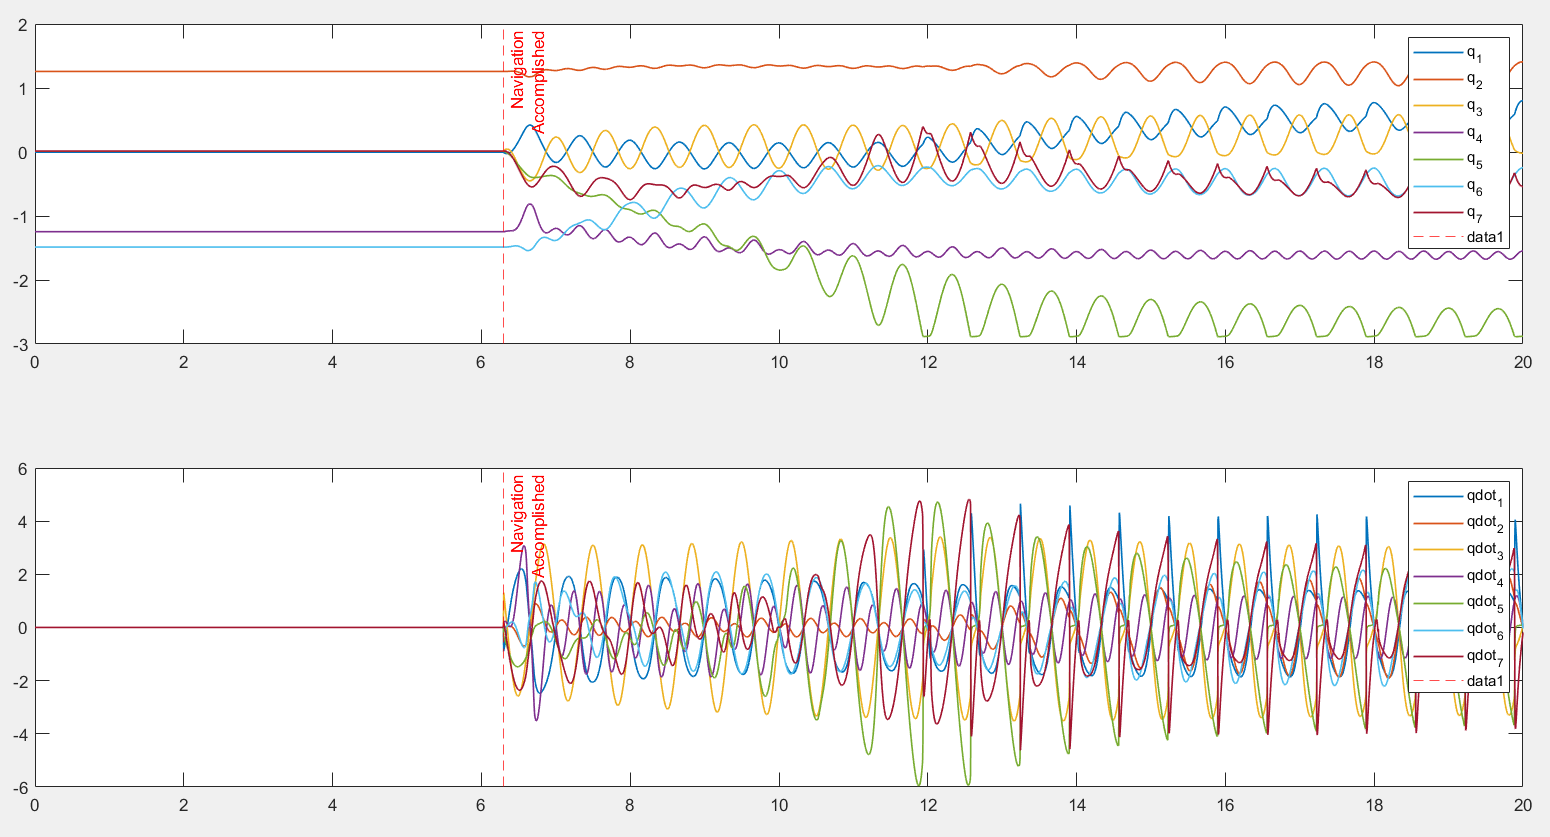 2
1
0
-1
-2
-3
0 2 4 6 8 10 12 14 16 18 20
Navigation
Accomplished
q1
q2
q3
q4
q5
q6
q7
data1
6
4
2
0
-2
-4
-6
0 2 4 6 8 10 12 14 16 18 20
Navigation
Accomplished
qdot1
qdot2
qdot3
qdot4
qdot5
qdot6
qdot7
data1